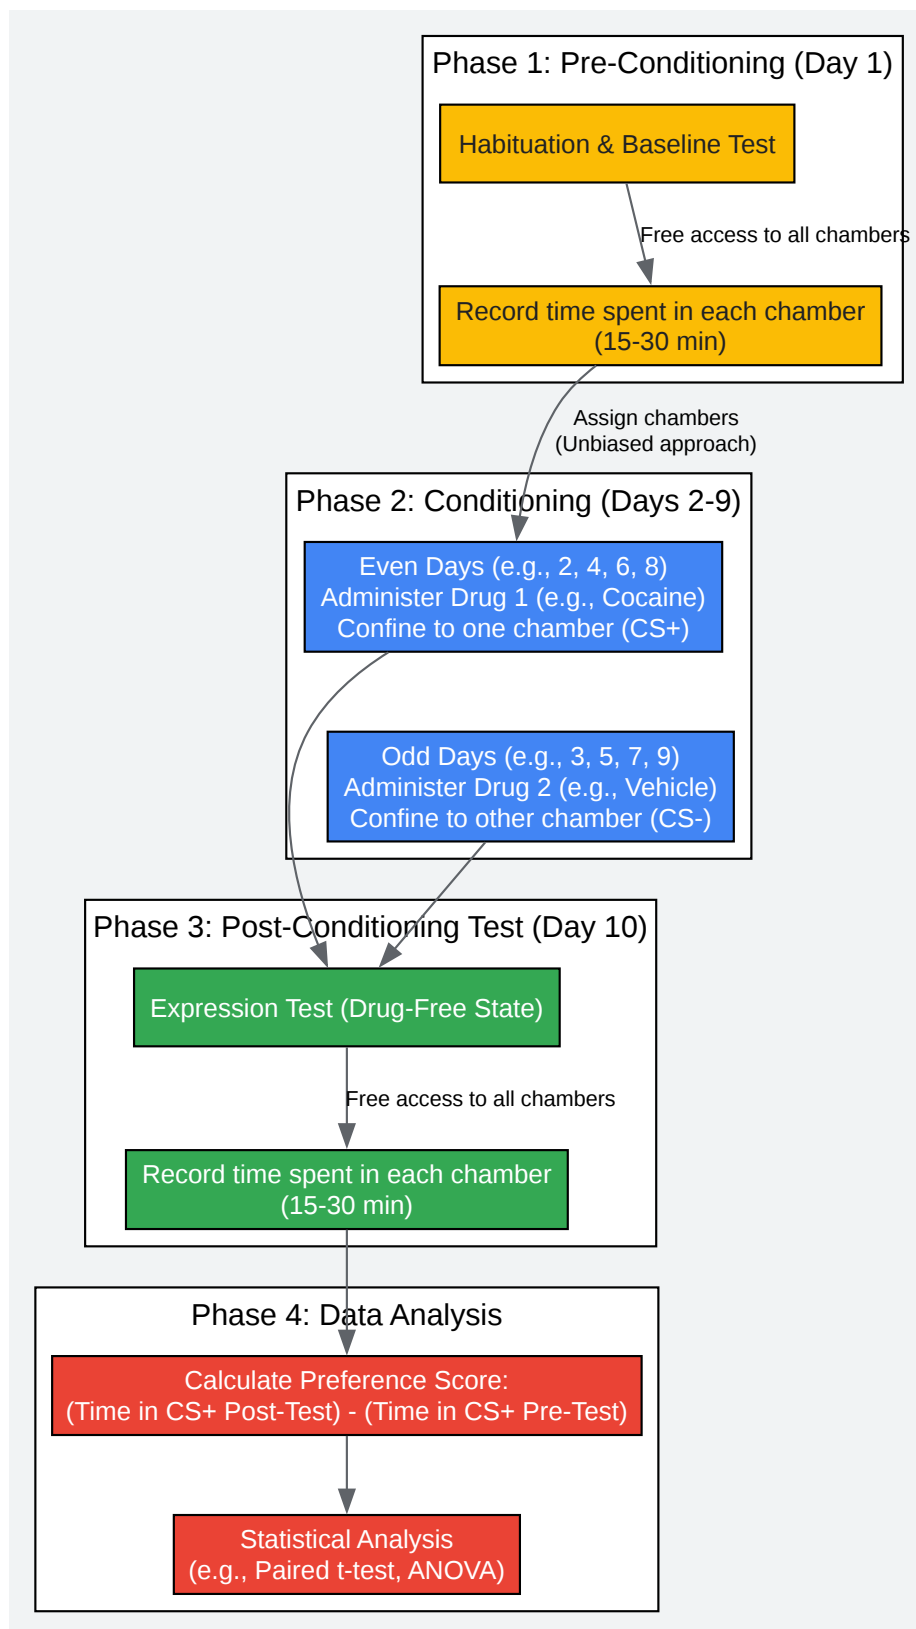 Phase 1: Pre-Conditioning (Day 1)
Habituation & Baseline Test
Free access to all chambers
Record time spent in each chamber
(15-30 min)
Assign chambers
(Unbiased approach)
Phase 2: Conditioning (Days 2-9)
Even Days (e.g., 2, 4, 6, 8)
Administer Drug 1 (e.g., Cocaine)
Confine to one chamber (CS+)
Odd Days (e.g., 3, 5, 7, 9)
Administer Drug 2 (e.g., Vehicle)
Confine to other chamber (CS-)
Phase 3: Post-Conditioning Test (Day 10)
Expression Test (Drug-Free State)
Free access to all chambers
Record time spent in each chamber
(15-30 min)
Phase 4: Data Analysis
Calculate Preference Score:
(Time in CS+ Post-Test) - (Time in CS+ Pre-Test)
Statistical Analysis
(e.g., Paired t-test, ANOVA)